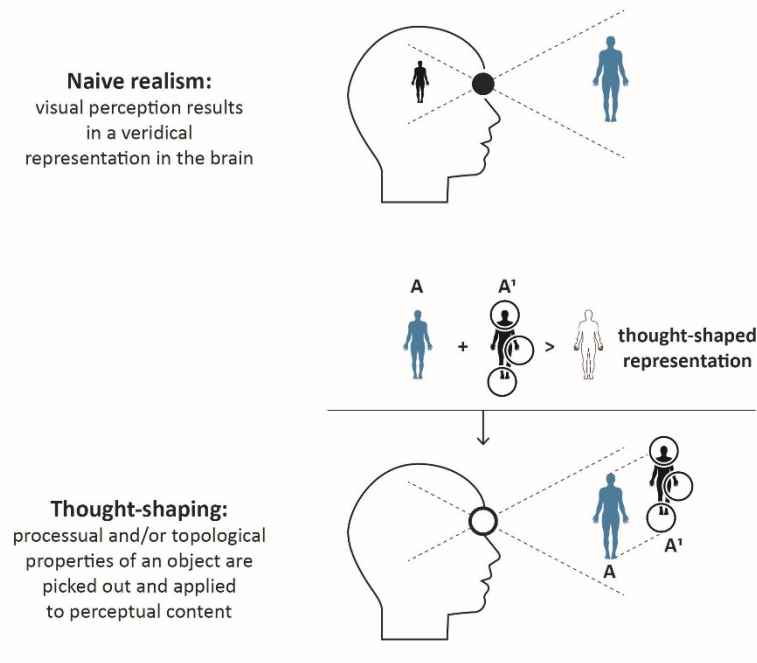 Naive realism:
visual perception results
in a veridical
representation in the brain
A
A¹
+
>
thought-shaped
representation
Thought-shaping:
processual and/or topological
properties of an object are
picked out and applied
to perceptual content
A
A¹